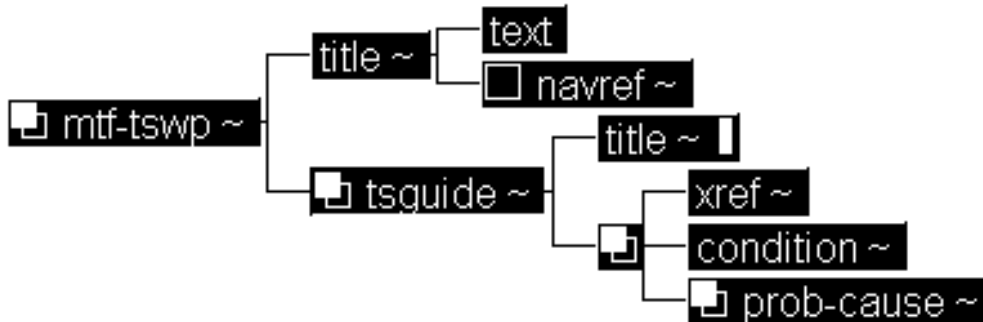 text
title ~
navref ~
mtf-tswp ~
title ~
tsguide ~
xref ~
condition ~
prob-cause ~